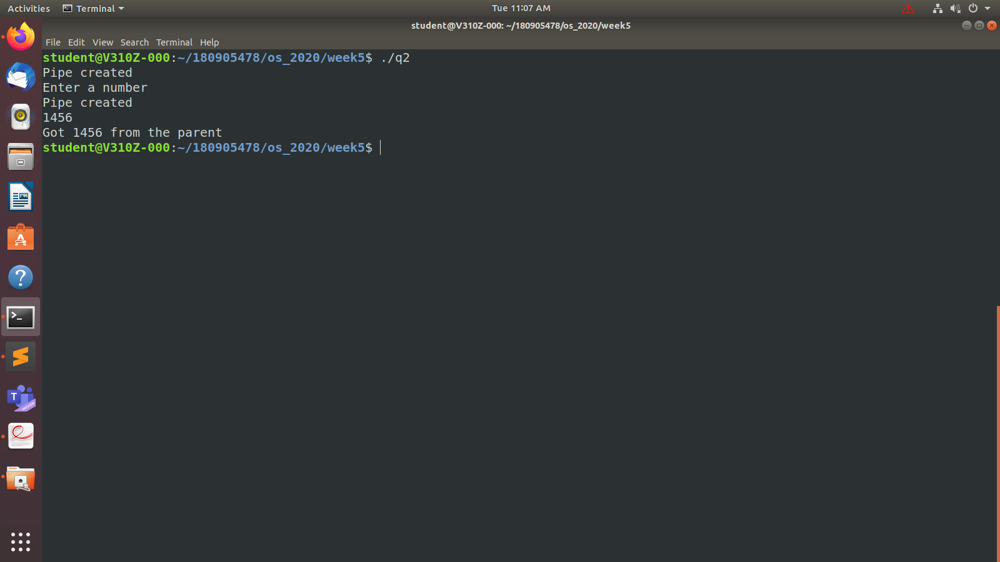 Activities Terminal Tue 11:07 AM
student@V310Z-000: ~/180905478/os_2020/week5
File Edit View Search Terminal Help
student@V310Z-000:~/180905478/os_2020/week5$ ./q2
Pipe created
Enter a number
Pipe created
1456
Got 1456 from the parent
student@V310Z-000:~/180905478/os_2020/week5$
T
PREVIEW